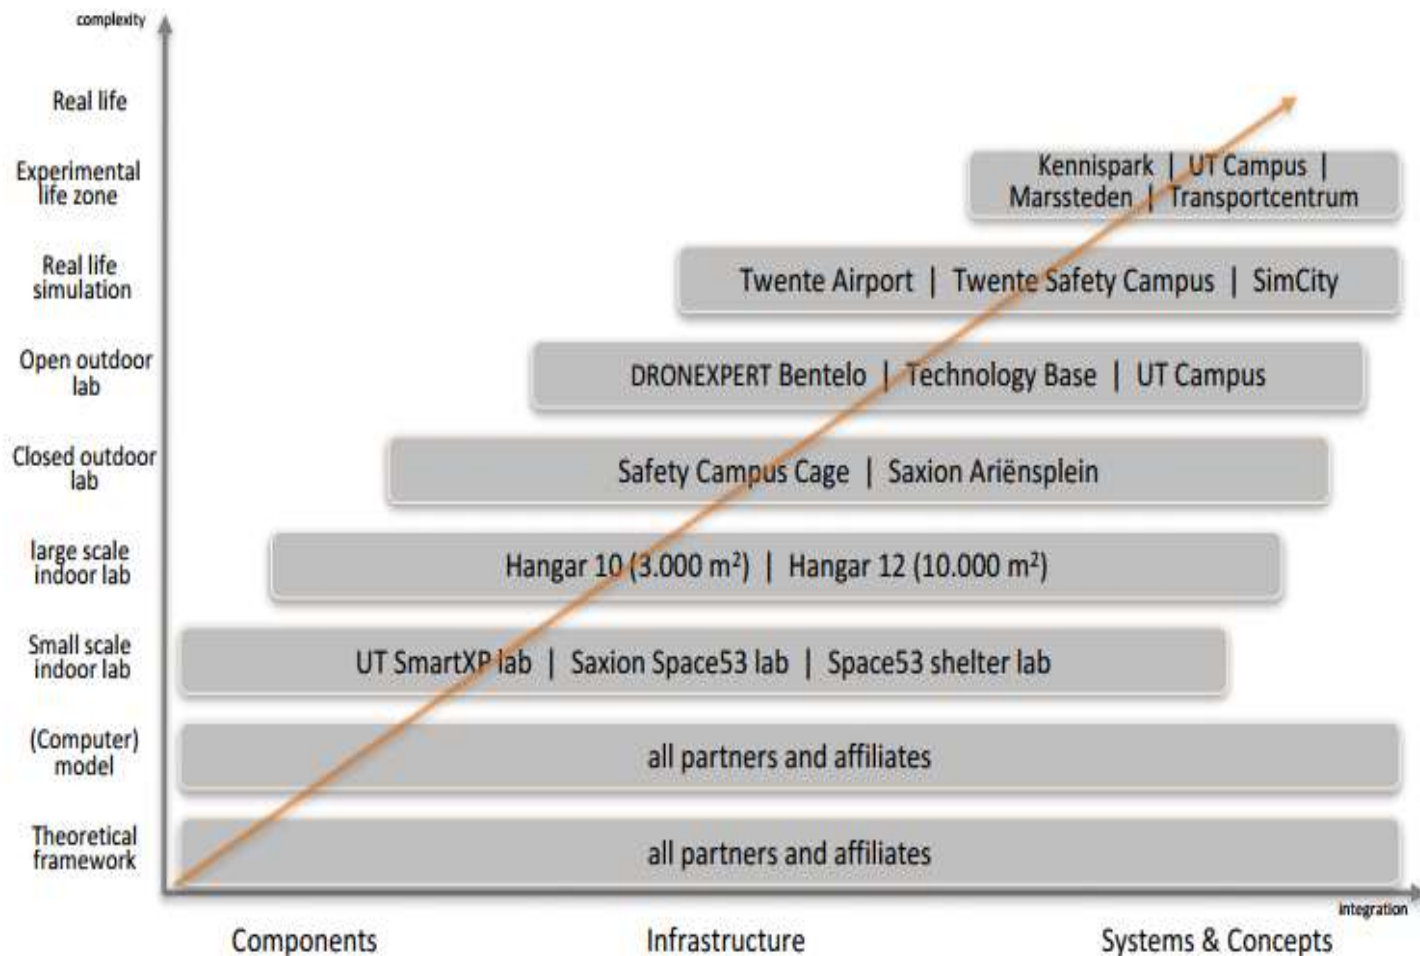 complexity
Real life
Experimental
life zone
Kennispark | UT Campus |
Marssteden | Transportcentrum
Real life
simulation
Twente Airport | Twente Safety Campus | SimCity
Open outdoor
lab
DRONEXPERT Bentelo | Technology Base | UT Campus
Closed outdoor
lab
Safety Campus Cage | Saxion Ariënsplein
large scale
indoor lab
Hangar 10 (3.000 m²) | Hangar 12 (10.000 m²)
Small scale
indoor lab
UT SmartXP lab | Saxion Space53 lab | Space53 shelter lab
(Computer)
model
all partners and affiliates
Theoretical
framework
all partners and affiliates
integration
Components Infrastructure Systems & Concepts